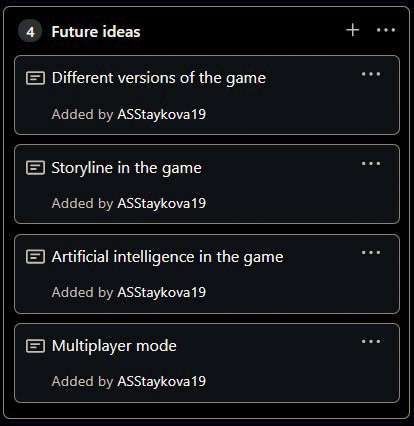 4 Future ideas
Different versions of the game
Added by ASStaykova19
Storyline in the game
Added by ASStaykova19
Artificial intelligence in the game
Added by ASStaykova19
Multiplayer mode
Added by ASStaykova19